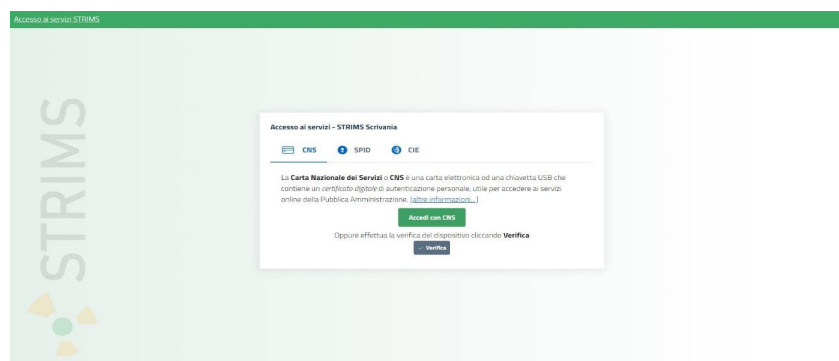 Accesso ai servizi STRIMS
STRIMS
Accesso ai servizi - STRIMS Scrivania
CNS SPID CIE
La Carta Nazionale dei Servizi o CNS è una carta elettronica od una chiavetta USB che
contiene un certificato digitale di autenticazione personale, utile per accedere ai servizi
online della Pubblica Amministrazione. (altre informazioni...)
Accedi con CNS
Oppure effettua la verifica del dispositivo cliccando Verifica
Verifica